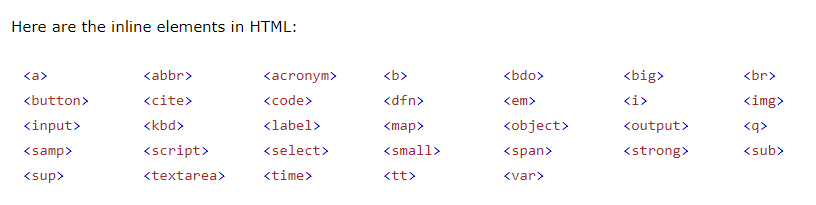 Here are the inline elements in HTML:
<a> <abbr> <acronym> <b> <bdo> <big> <br>
<button> <cite> <code> <dfn> <em> <i> <img>
<input> <kbd> <label> <map> <object> <output> <q>
<samp> <script> <select> <small> <span> <strong> <sub>
<sup> <textarea> <time> <tt> <var>